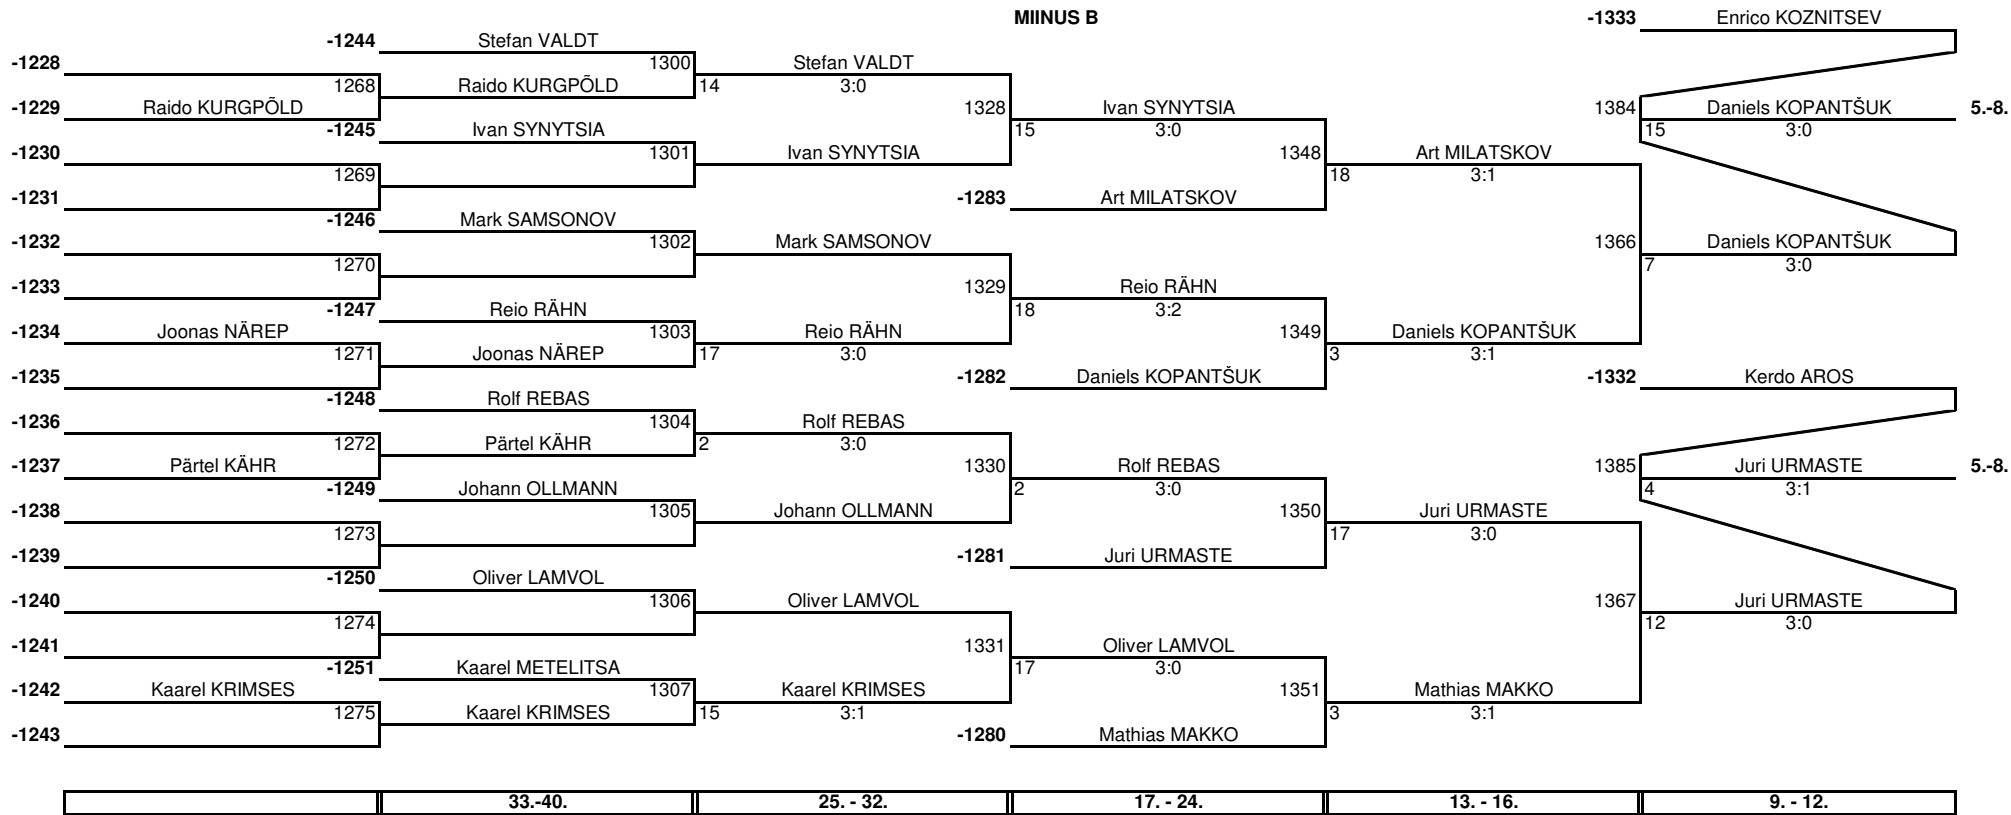 MIINUS B -1333 Enrico KOZNITSEV
-1244 Stefan VALDT
-1228 1300 Stefan VALDT
1268 Raido KURGPÕLD 14 3:0
-1229 Raido KURGPÕLD 1328 Ivan SYNYTSIA 1384 Daniels KOPANTŠUK 5.-8.
-1245 Ivan SYNYTSIA 15 3:0 15 3:0
-1230 1301 Ivan SYNYTSIA 1348 Art MILATSKOV
1269 18 3:1
-1231 -1283 Art MILATSKOV
-1246 Mark SAMSONOV
-1232 1302 Mark SAMSONOV 1366 Daniels KOPANTŠUK
1270 7 3:0
-1233 1329 Reio RÄHN
-1247 Reio RÄHN 18 3:2
-1234 Joonas NÄREP 1303 Reio RÄHN 1349 Daniels KOPANTŠUK
1271 Joonas NÄREP 17 3:0 3 3:1
-1235 -1282 Daniels KOPANTŠUK -1332 Kerdo AROS
-1248 Rolf REBAS
-1236 1304 Rolf REBAS
1272 Pärtel KÄHR 2 3:0
-1237 Pärtel KÄHR 1330 Rolf REBAS 1385 Juri URMASTE 5.-8.
-1249 Johann OLLMANN 2 3:0 4 3:1
-1238 1305 Johann OLLMANN 1350 Juri URMASTE
1273 17 3:0
-1239 -1281 Juri URMASTE
-1250 Oliver LAMVOL
-1240 1306 Oliver LAMVOL 1367 Juri URMASTE
1274 12 3:0
-1241 1331 Oliver LAMVOL
-1251 Kaarel METELITSA 17 3:0
-1242 Kaarel KRIMSES 1307 Kaarel KRIMSES 1351 Mathias MAKKO
1275 Kaarel KRIMSES 15 3:1 3 3:1
-1243 -1280 Mathias MAKKO
33.-40. 25. - 32. 17. - 24. 13. - 16. 9. - 12.